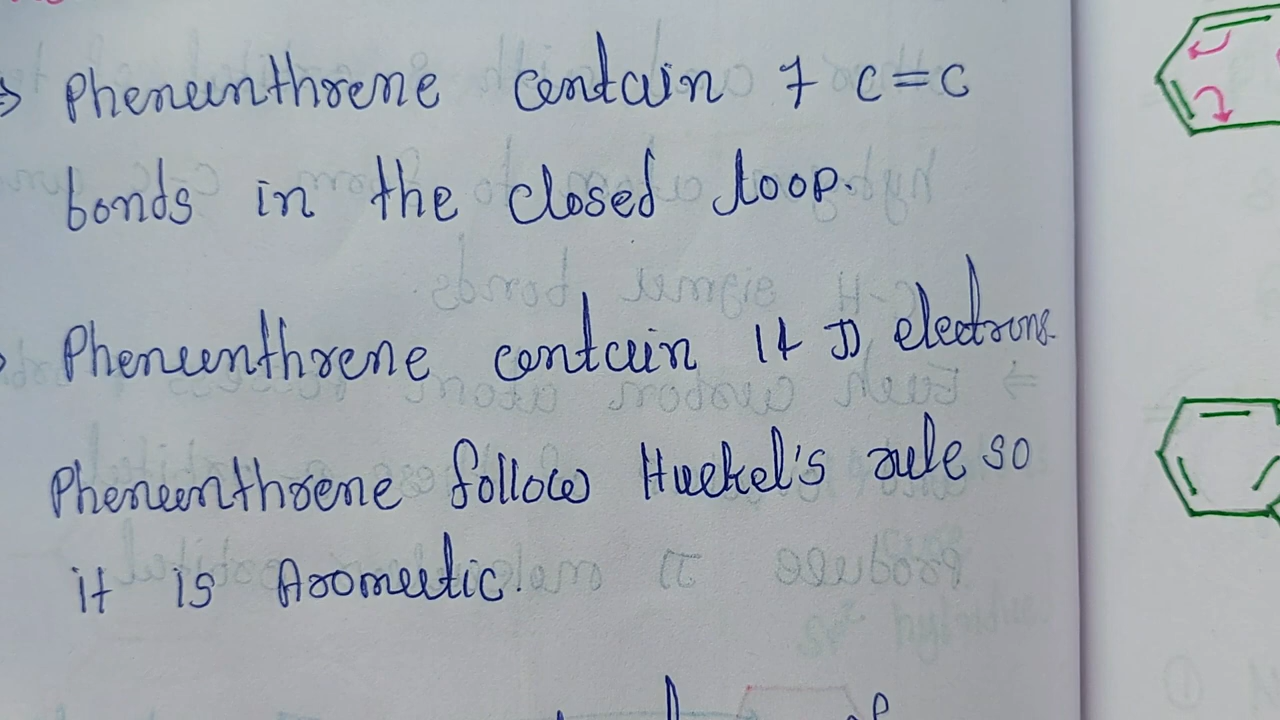 ⇒ Phenanthrene contain 7 C=C
bonds in the closed loop.
Phenanthrene contain 14 π electrons.
Phenanthrene follow Huckel's rule so
it is Aromatic.